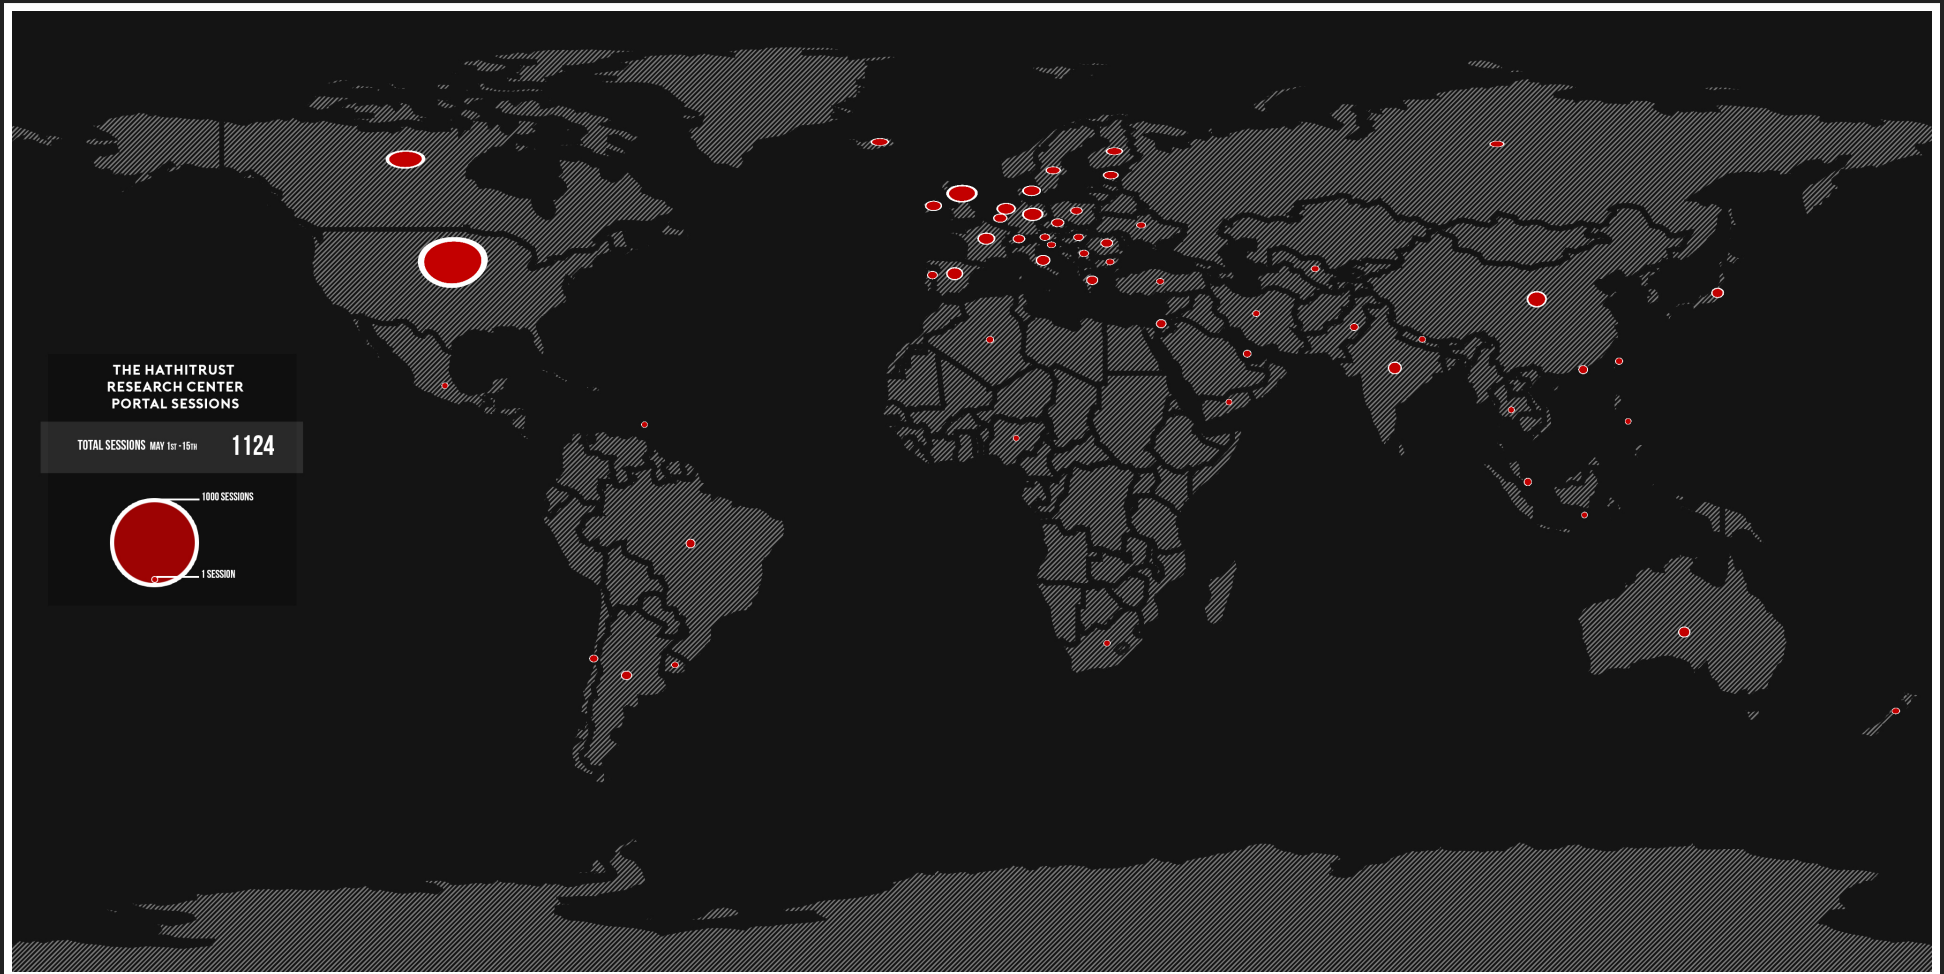 THE HATHITRUST
RESEARCH CENTER
PORTAL SESSIONS
TOTAL SESSIONS MAY 1ST - 15TH 1124
1000 SESSIONS
1 SESSION